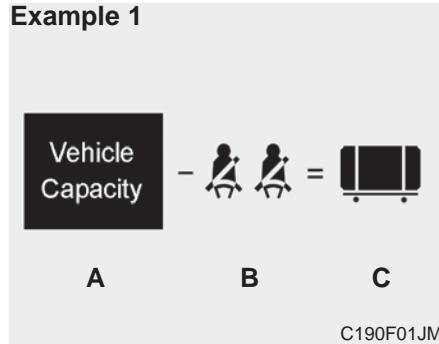 Example 1
Vehicle
Capacity
- =
A B C
C190F01JM